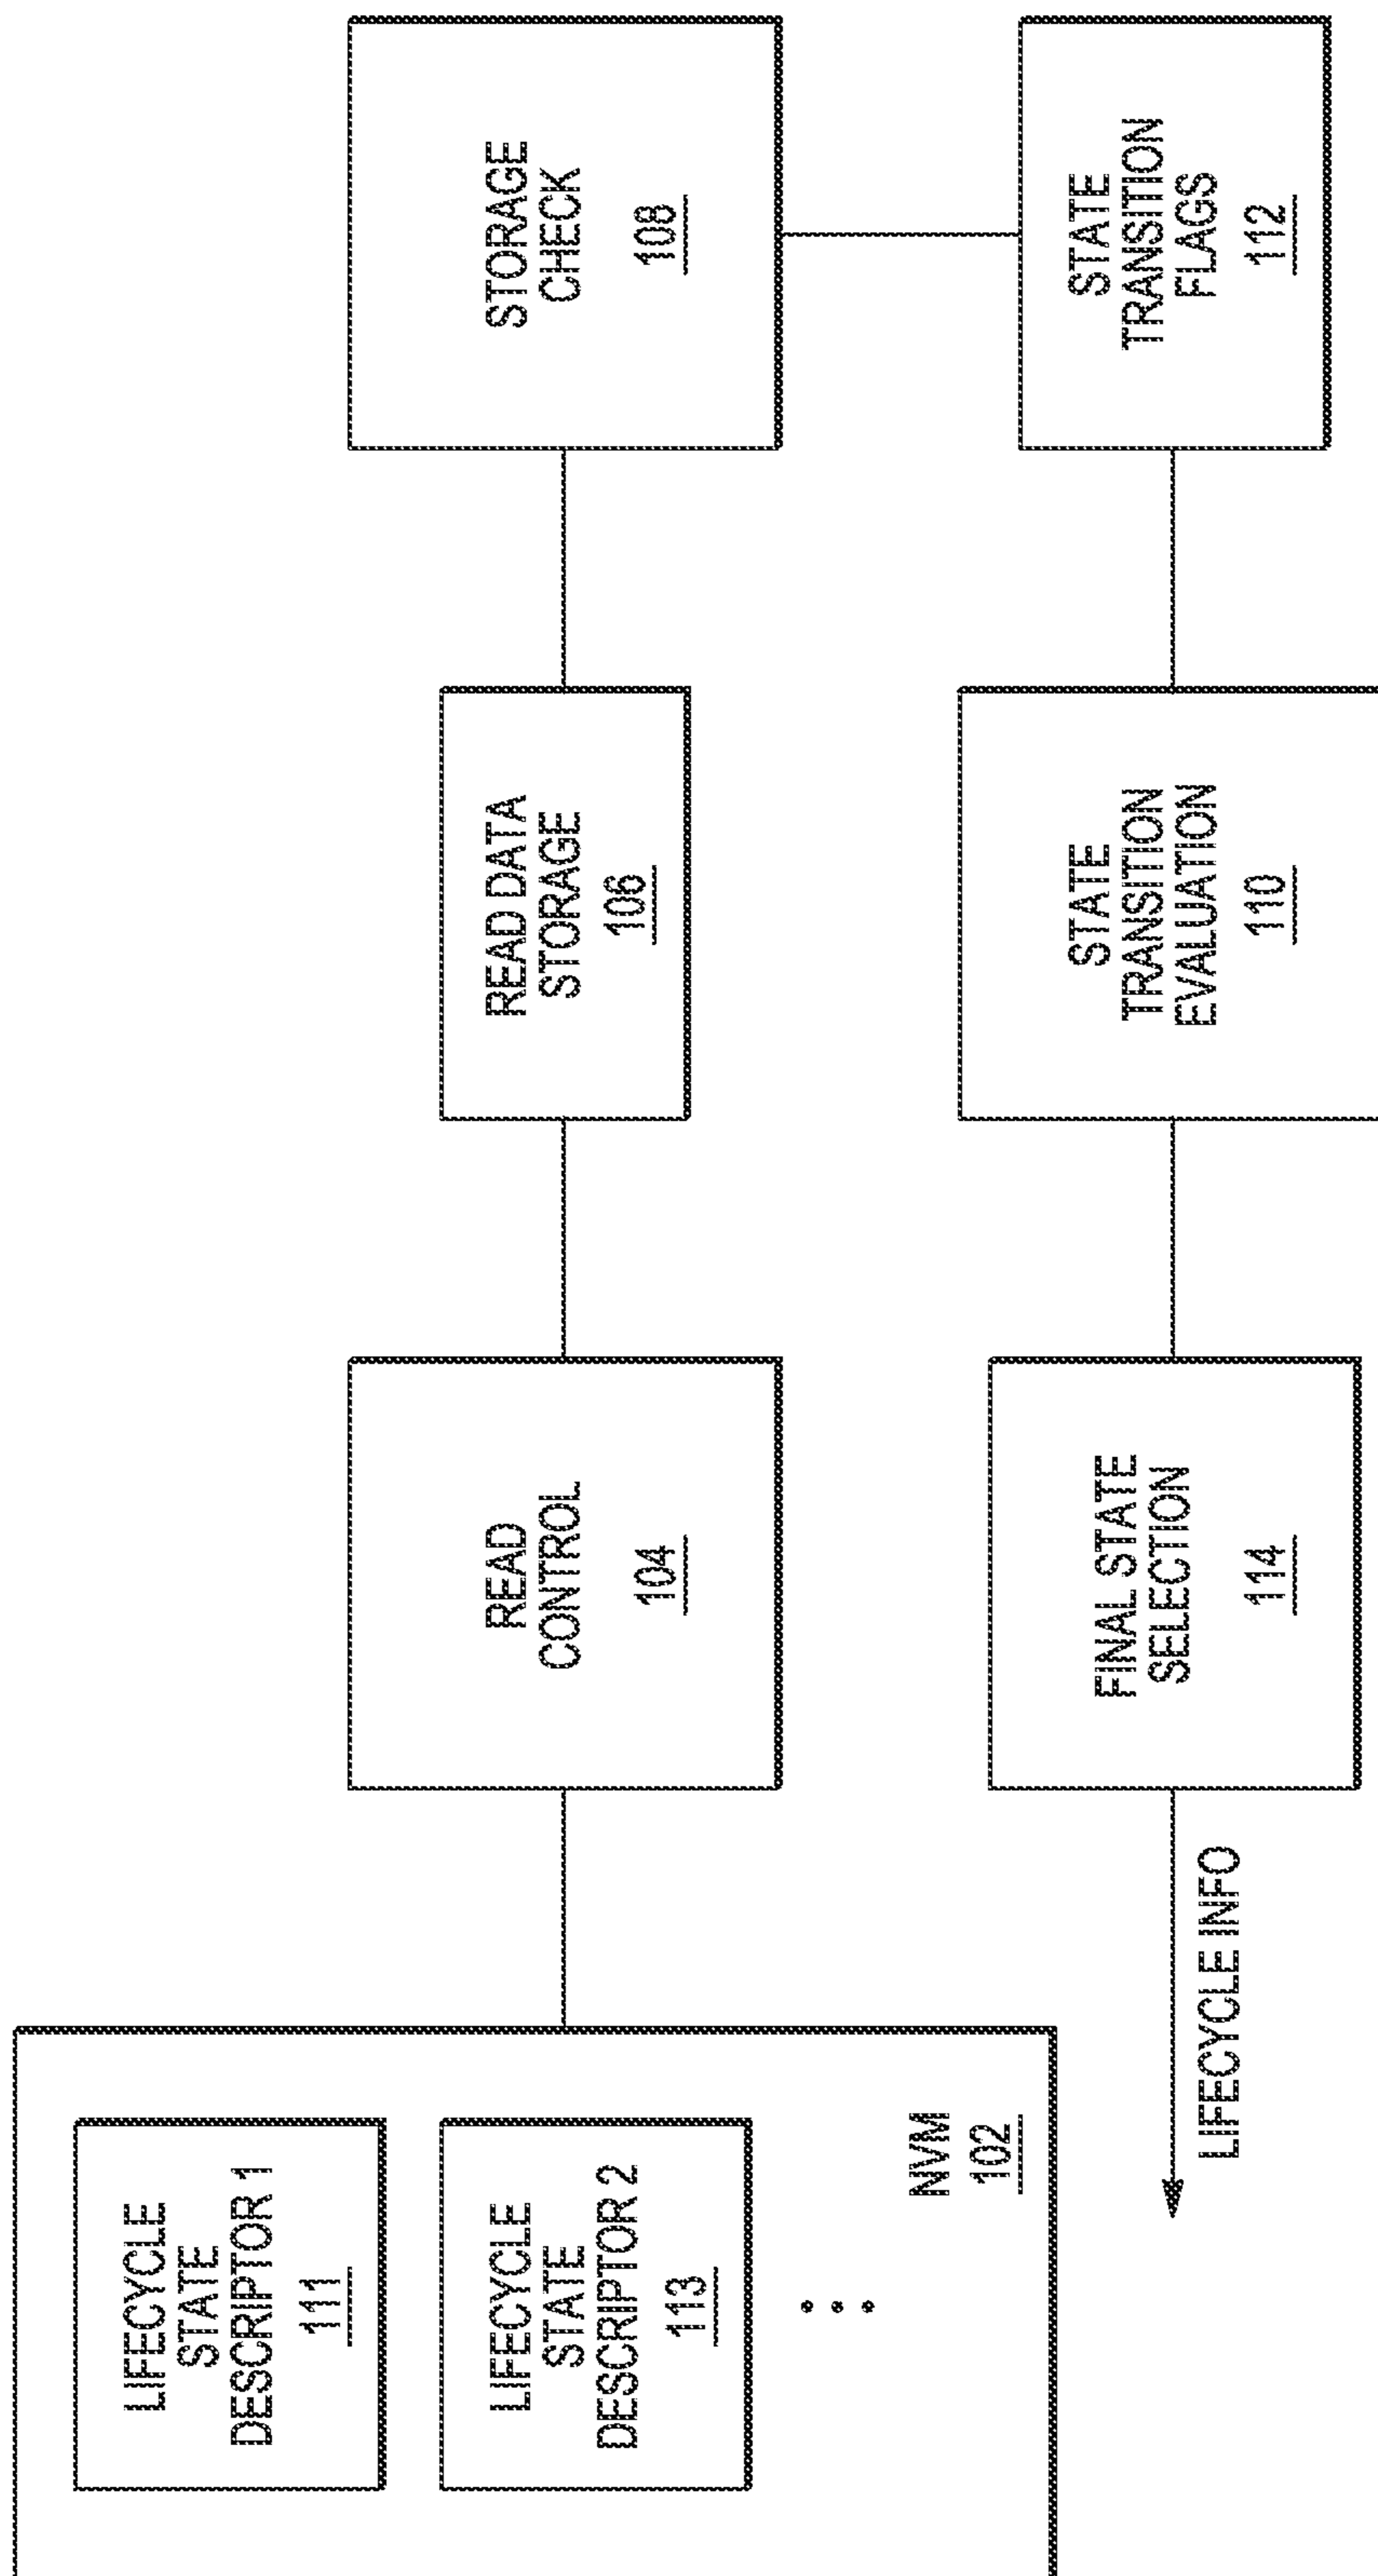 LIFECYCLE
STATE
DESCRIPTOR 1
111
LIFECYCLE
STATE
DESCRIPTOR 2
113
NVM
102
READ
CONTROL
104
READ DATA
STORAGE
106
STORAGE
CHECK
108
LIFECYCLE INFO
FINAL STATE
SELECTION
114
STATE
TRANSITION
EVALUATION
110
STATE
TRANSITION
FLAGS
112